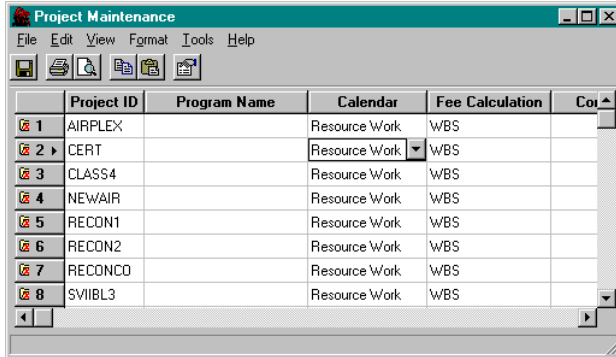 Project Maintenance
File Edit View Format Tools Help
Project ID Program Name Calendar Fee Calculation
1 AIRPLEX Resource Work WBS
2 CERT Resource Work WBS
3 CLASS4 Resource Work WBS
4 NEWAIR Resource Work WBS
5 RECON1 Resource Work WBS
6 RECON2 Resource Work WBS
7 RECONCO Resource Work WBS
8 SVIIBL3 Resource Work WBS